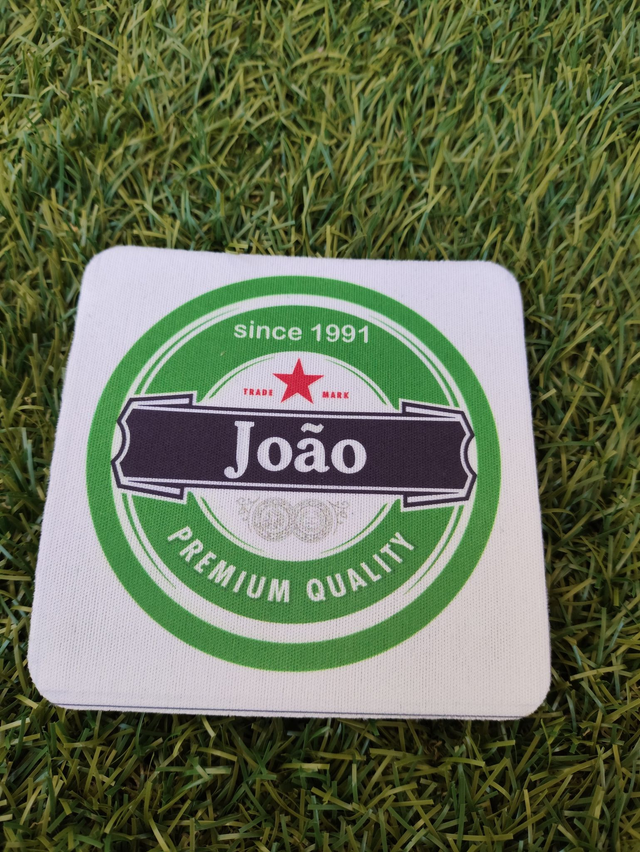 since 1991
TRADE MARK
João
PREMIUM QUALITY